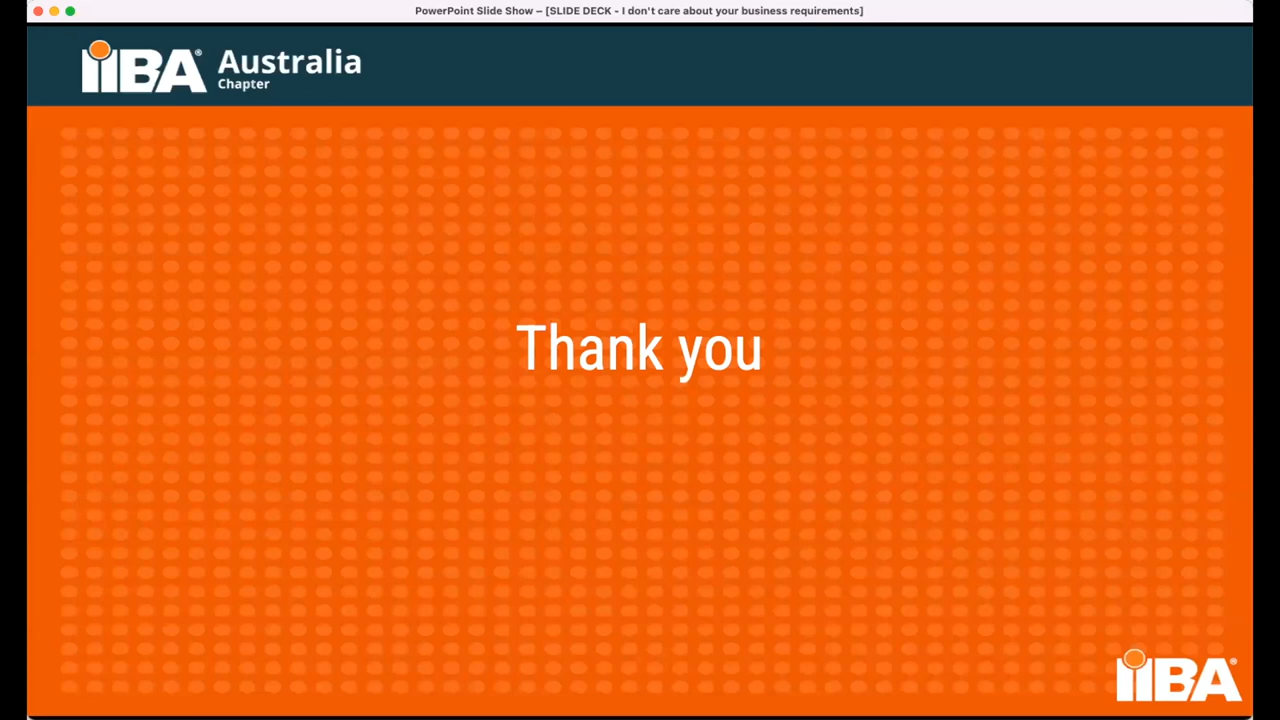 PowerPoint Slide Show – [SLIDE DECK - I don't care about your business requirements]
iiBA® Australia
Chapter
Thank you
iiBA®